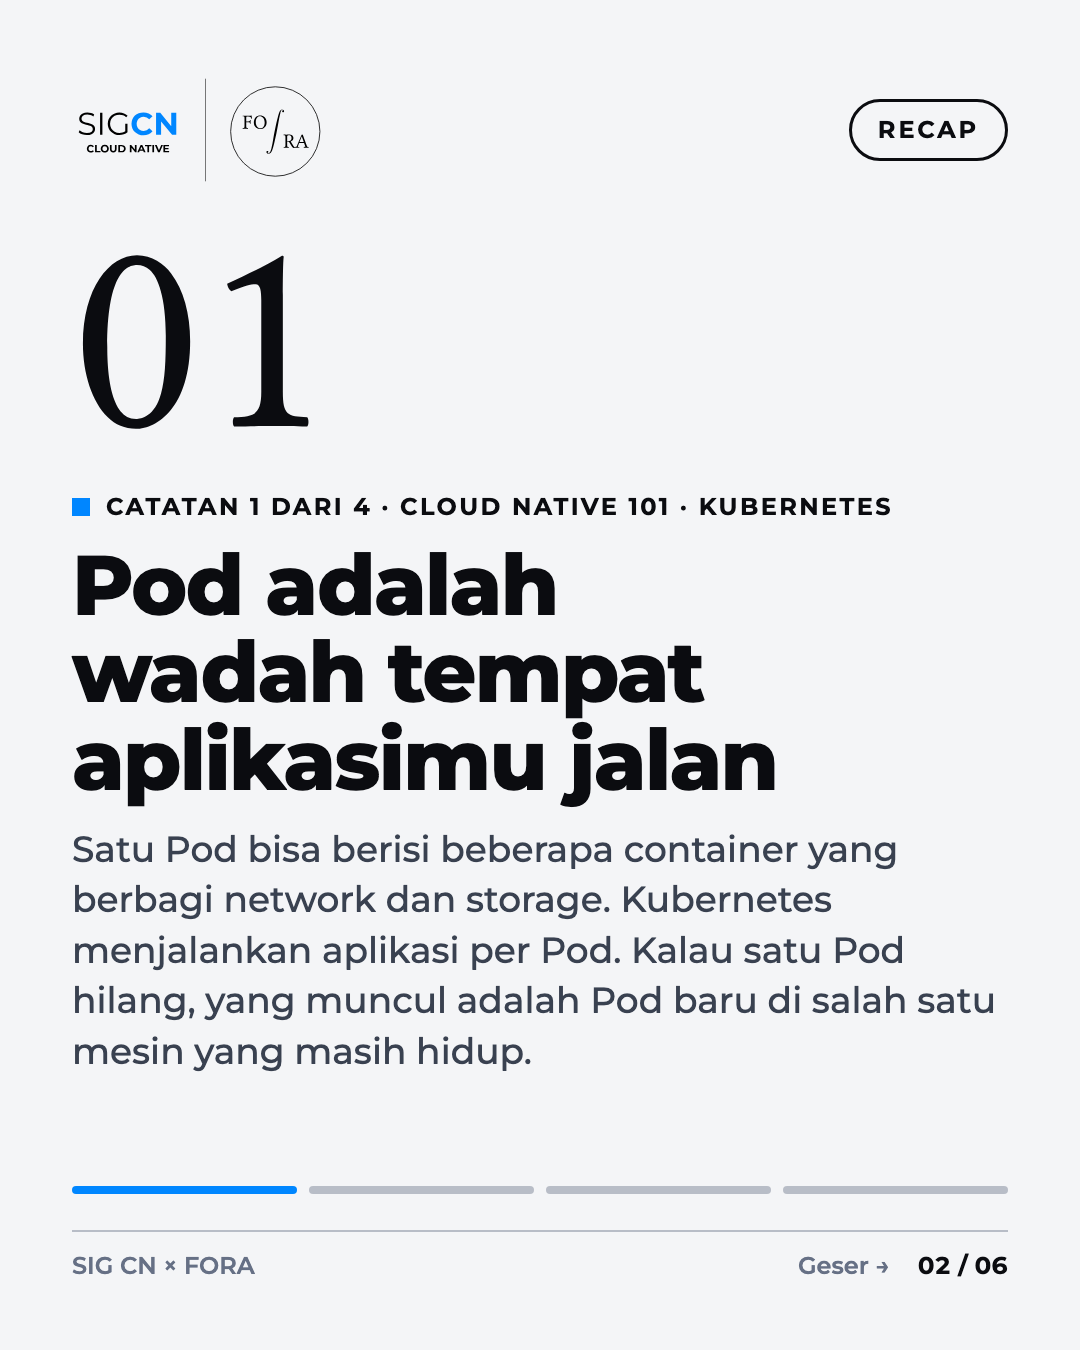 SIGCN
CLOUD NATIVE
FO
RA
RECAP
01
CATATAN 1 DARI 4 · CLOUD NATIVE 101 · KUBERNETES
Pod adalah
wadah tempat
aplikasimu jalan
Satu Pod bisa berisi beberapa container yang
berbagi network dan storage. Kubernetes
menjalankan aplikasi per Pod. Kalau satu Pod
hilang, yang muncul adalah Pod baru di salah satu
mesin yang masih hidup.
SIG CN × FORA
Geser → 02 / 06